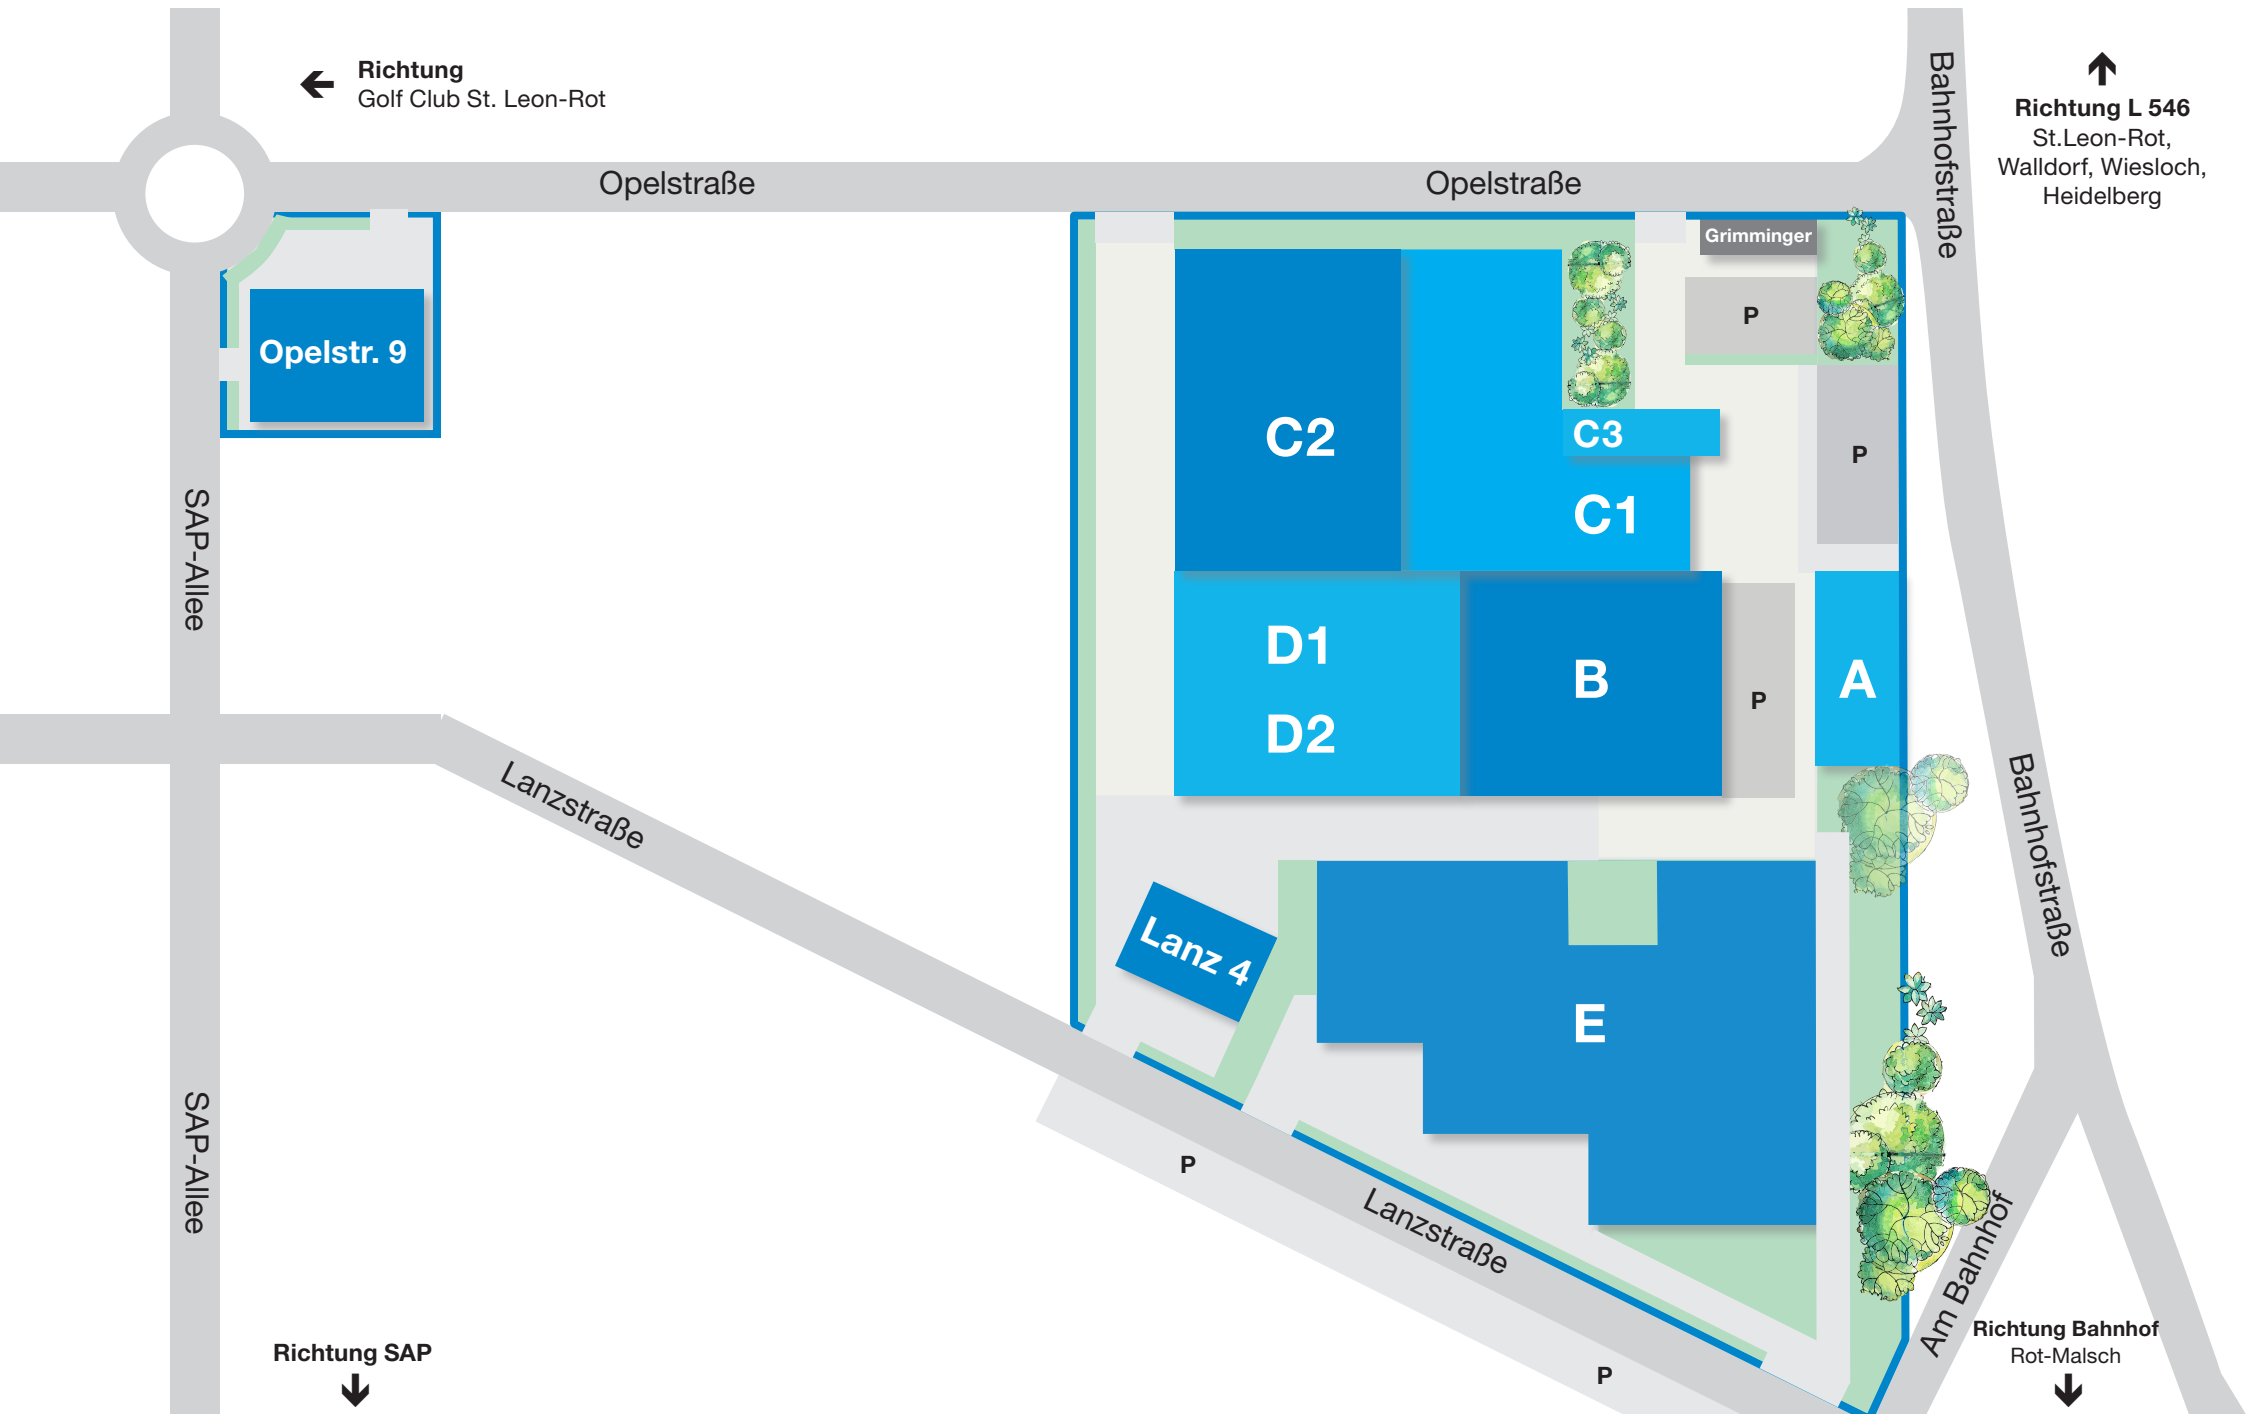 Richtung
Golf Club St. Leon-Rot
Bahnhofstraße
Richtung L 546
St.Leon-Rot,
Walldorf, Wiesloch,
Heidelberg
Opelstraße
Opelstraße
Grimminger
P
Opelstr. 9
C2
C3
P
C1
SAP-Allee
D1
B
A
P
D2
Lanzstraße
Bahnhofstraße
Lanz 4
E
SAP-Allee
P
Lanzstraße
Am Bahnhof
Richtung SAP
Richtung Bahnhof
Rot-Malsch
P